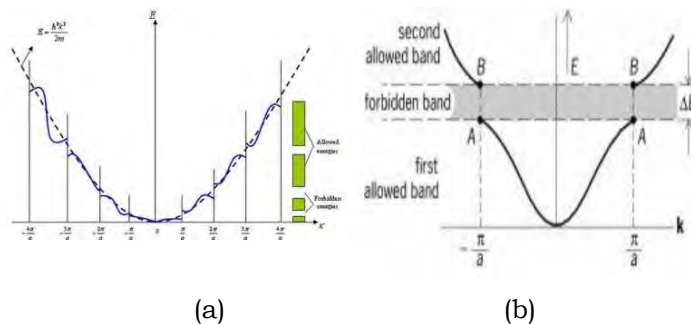 E
E = ħ²k²/2m
Allowed
energies
Forbidden
energies
-4π/a -3π/a -2π/a -π/a 0 π/a 2π/a 3π/a 4π/a
(a)
second
allowed band
B E B
forbidden band
A A
first
allowed band
k
-π/a π/a
(b)